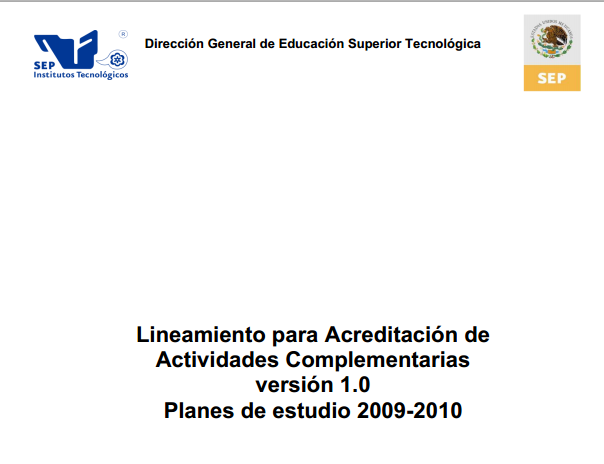 SEP
Institutos Tecnológicos
®
Dirección General de Educación Superior Tecnológica
SEP
Lineamiento para Acreditación de
Actividades Complementarias
versión 1.0
Planes de estudio 2009-2010